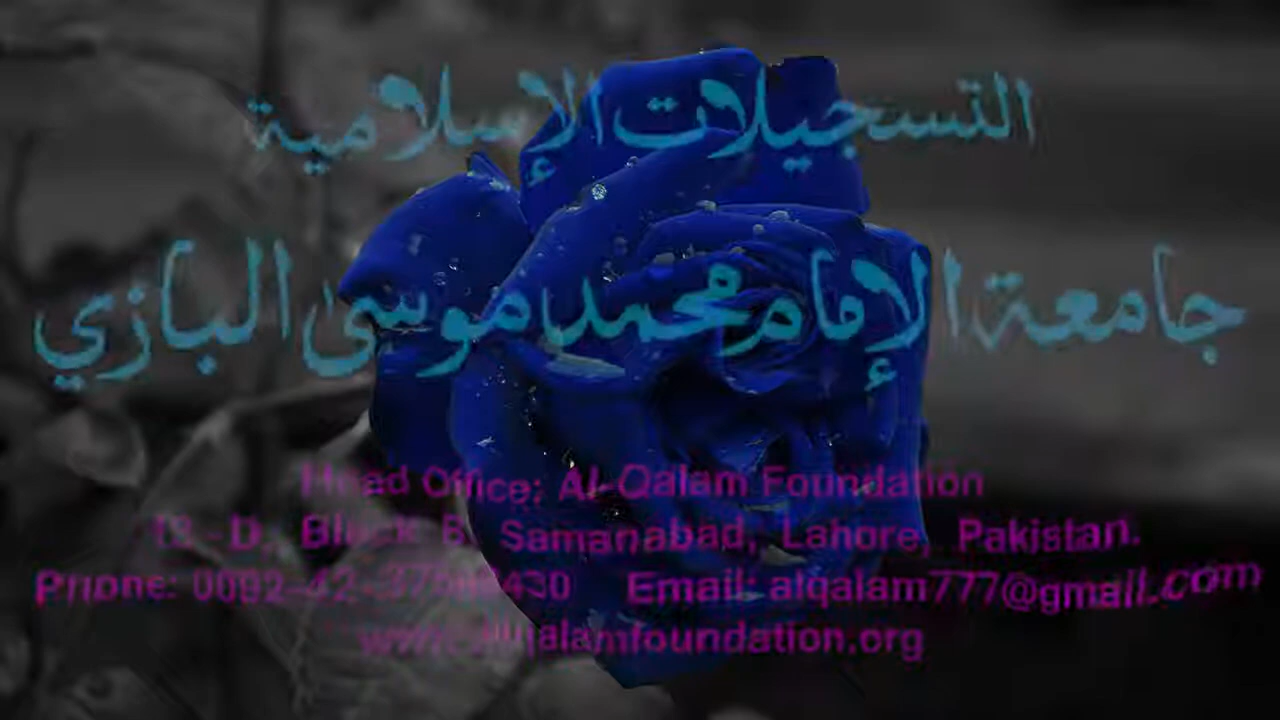 التسجيلات الإسلامية
جامعة الإمام محمد موسى البازي
Head Office: Al-Qalam Foundation
Block B, Samanabad, Lahore, Pakistan.
Phone: Email: alqalam777@gmail.com